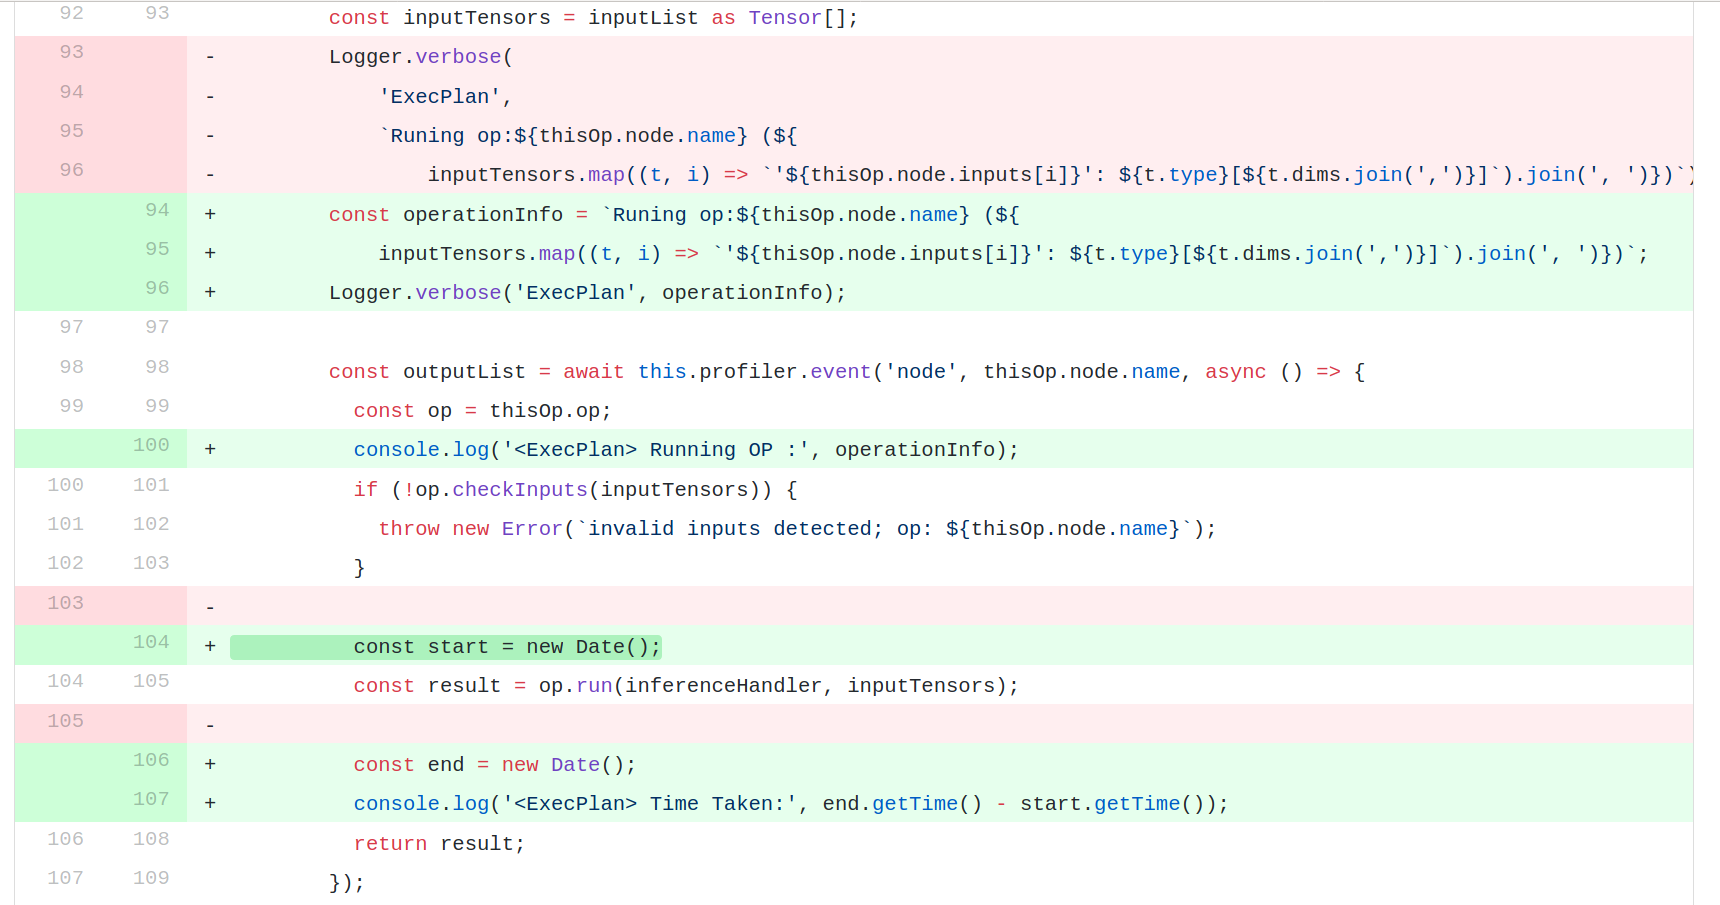 92 93 const inputTensors = inputList as Tensor[];
93 - Logger.verbose(
94 - 'ExecPlan',
95 - `Runing op:${thisOp.node.name} (${
96 - inputTensors.map((t, i) => `'${thisOp.node.inputs[i]}': ${t.type}[${t.dims.join(',')}]`).join(', ')})`)
94 + const operationInfo = `Runing op:${thisOp.node.name} (${
95 + inputTensors.map((t, i) => `'${thisOp.node.inputs[i]}': ${t.type}[${t.dims.join(',')}]`).join(', ')})`;
96 + Logger.verbose('ExecPlan', operationInfo);
97 97
98 98 const outputList = await this.profiler.event('node', thisOp.node.name, async () => {
99 99 const op = thisOp.op;
100 + console.log('<ExecPlan> Running OP :', operationInfo);
100 101 if (!op.checkInputs(inputTensors)) {
101 102 throw new Error(`invalid inputs detected; op: ${thisOp.node.name}`);
102 103 }
103 -
104 + const start = new Date();
104 105 const result = op.run(inferenceHandler, inputTensors);
105 -
106 + const end = new Date();
107 + console.log('<ExecPlan> Time Taken:', end.getTime() - start.getTime());
106 108 return result;
107 109 });